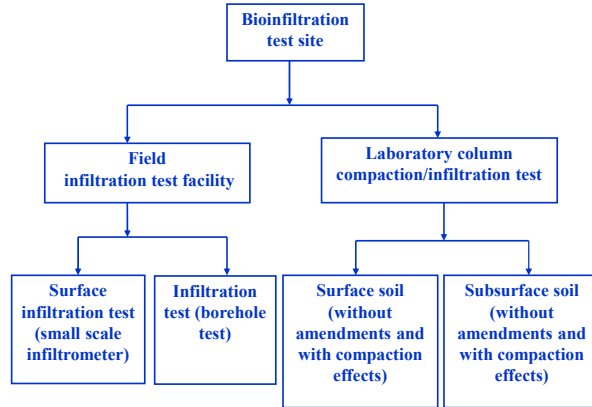 Bioinfiltration
test site
Field
infiltration test facility
Laboratory column
compaction/infiltration test
Surface
infiltration test
(small scale
infiltrometer)
Infiltration
test (borehole
test)
Surface soil
(without
amendments and
with compaction
effects)
Subsurface soil
(without
amendments and
with compaction
effects)